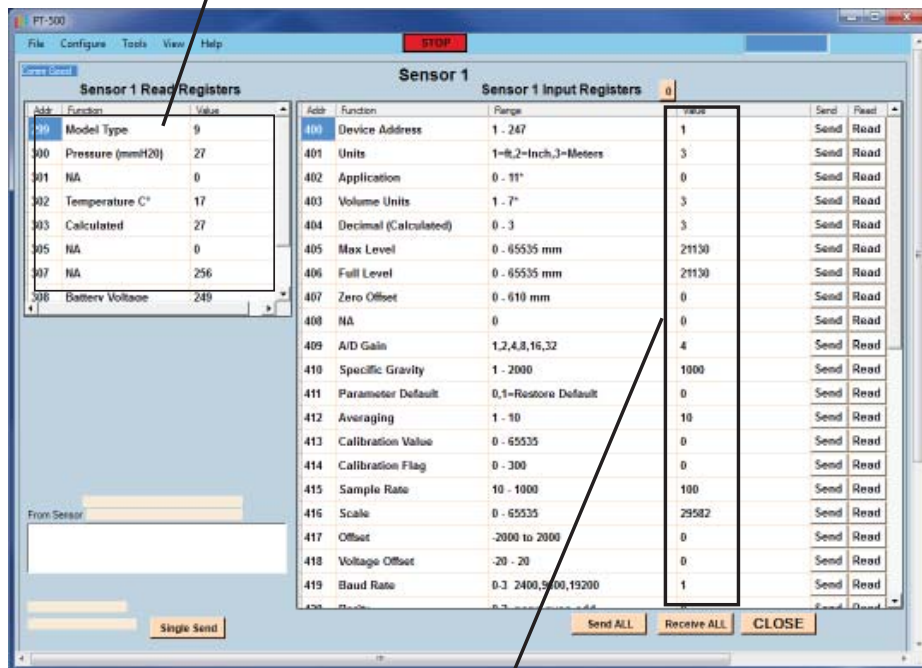 PT-500
File Configure Tools View Help
STOP
Sensor 1
Sensor 1 Read Registers
Addr Function Value
299 Model Type 9
300 Pressure (mmH20) 27
301 NA 0
302 Temperature C° 17
303 Calculated 27
305 NA 0
307 NA 256
308 Battery Voltage 249
Sensor 1 Input Registers 0
Addr Function Range Value Send Read
400 Device Address 1 - 247 1 Send Read
401 Units 1=ft,2=Inch,3=Meters 3 Send Read
402 Application 0 - 11* 0 Send Read
403 Volume Units 1 - 7* 3 Send Read
404 Decimal (Calculated) 0 - 3 3 Send Read
405 Max Level 0 - 65535 mm 21130 Send Read
406 Full Level 0 - 65535 mm 21130 Send Read
407 Zero Offset 0 - 610 mm 0 Send Read
408 NA 0 0 Send Read
409 A/D Gain 1,2,4,8,16,32 4 Send Read
410 Specific Gravity 1 - 2000 1000 Send Read
411 Parameter Default 0,1=Restore Default 0 Send Read
412 Averaging 1 - 10 10 Send Read
413 Calibration Value 0 - 65535 0 Send Read
414 Calibration Flag 0 - 300 0 Send Read
415 Sample Rate 10 - 1000 100 Send Read
416 Scale 0 - 65535 29582 Send Read
417 Offset -2000 to 2000 0 Send Read
418 Voltage Offset -20 - 20 0 Send Read
419 Baud Rate 0-3 2400,9600,19200 1 Send Read
From Sensor
Single Send
Send ALL Receive ALL CLOSE